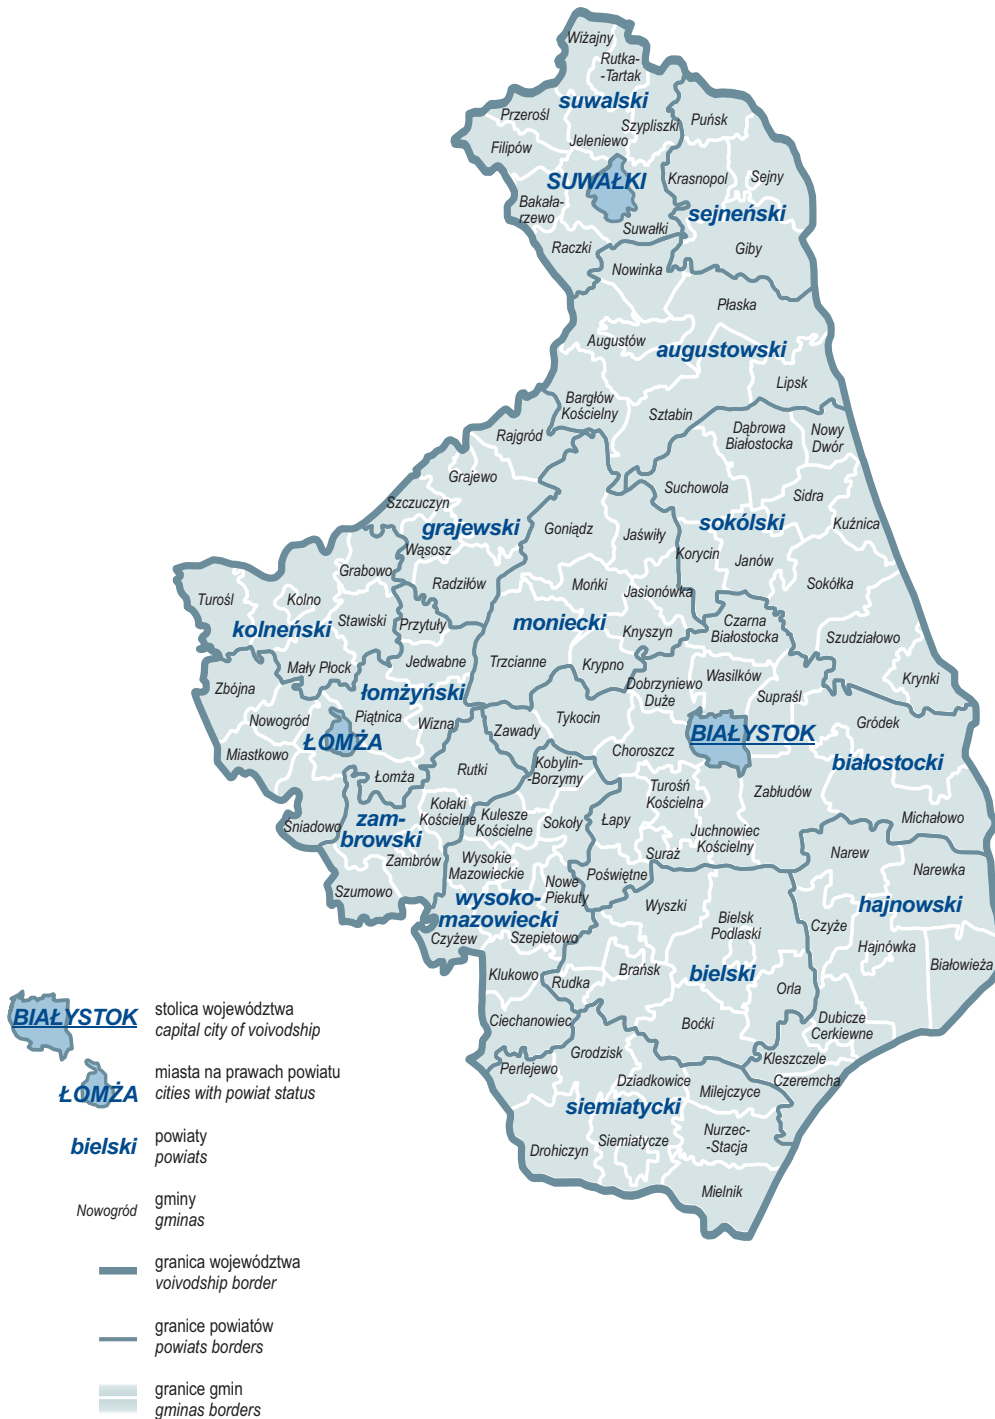 Wiżajny
Rutka-
-Tartak
suwalski
Przerośl
Szypliszki
Puńsk
Jeleniewo
Filipów
SUWAŁKI
Krasnopol
Sejny
Bakała-
rzewo
sejneński
Suwałki
Raczki
Giby
Nowinka
Płaska
Augustów
augustowski
Lipsk
Bargłów
Kościelny
Sztabin
Dąbrowa
Białostocka
Nowy
Dwór
Rajgród
Grajewo
Suchowola
Sidra
Szczuczyn
grajewski
Goniądz
Jaświły
sokólski
Kuźnica
Wąsosz
Korycin
Janów
Grabowo
Radziłów
Mońki
Jasionówka
Sokółka
Turośl
Kolno
Stawiski
Przytuły
kolneński
moniecki
Knyszyn
Czarna
Białostocka
Szudziałowo
Mały Płock
Jedwabne
Trzcianne
Krypno
Wasilków
Krynki
Zbójna
łomżyński
Dobrzyniewo
Duże
Supraśl
Nowogród
Piątnica
Wizna
Zawady
Tykocin
Gródek
ŁOMŻA
BIAŁYSTOK
Miastkowo
Choroszcz
białostocki
Łomża
Rutki
Kobylin-
-Borzymy
Turośń
Kościelna
Zabłudów
Śniadowo
zam-
browski
Kołaki
Kościelne
Kulesze
Kościelne
Sokoły
Łapy
Juchnowiec
Kościelny
Michałowo
Zambrów
Wysokie
Mazowieckie
Suraż
Narew
Narewka
Szumowo
Nowe
Piekuty
Poświętne
wysoko-
mazowiecki
Wyszki
Bielsk
Podlaski
hajnowski
Czyżew
Szepietowo
Czyże
Hajnówka
Białowieża
Klukowo
Rudka
Brańsk
bielski
Orla
Ciechanowiec
Boćki
Dubicze
Cerkiewne
Perlejewo
Grodzisk
Kleszczele
Dziadkowice
Milejczyce
Czeremcha
siemiatycki
Drohiczyn
Siemiatycze
Nurzec-
-Stacja
Mielnik
BIAŁYSTOK
stolica województwa
capital city of voivodship
ŁOMŻA
miasta na prawach powiatu
cities with powiat status
bielski
powiaty
powiats
Nowogród
gminy
gminas
granica województwa
voivodship border
granice powiatów
powiats borders
granice gmin
gminas borders